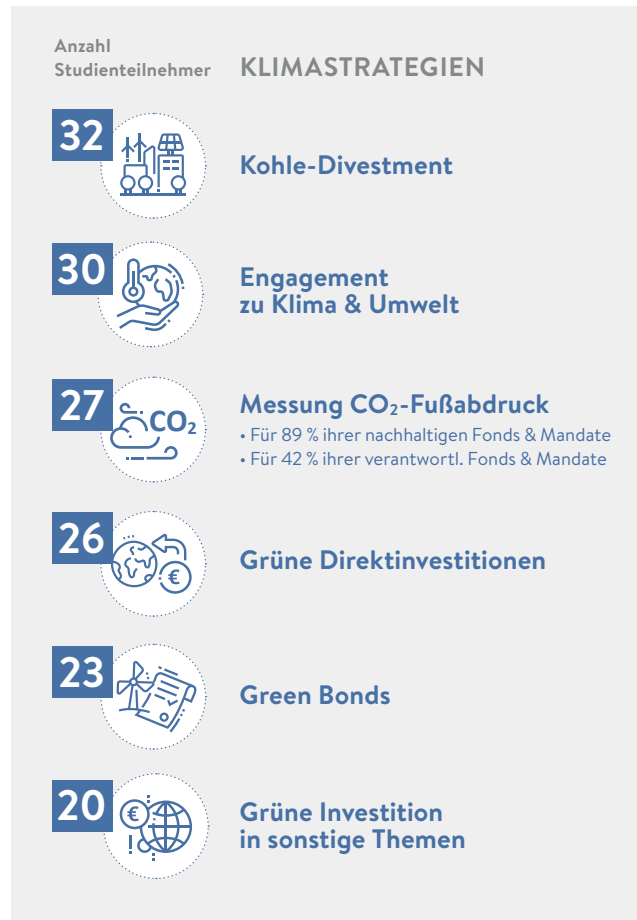 Anzahl
Studienteilnehmer
KLIMASTRATEGIEN
32
Kohle-Divestment
30
Engagement
zu Klima & Umwelt
27
CO₂
Messung CO₂-Fußabdruck
• Für 89 % ihrer nachhaltigen Fonds & Mandate
• Für 42 % ihrer verantwortl. Fonds & Mandate
26
€
Grüne Direktinvestitionen
23
Green Bonds
20
€
Grüne Investition
in sonstige Themen